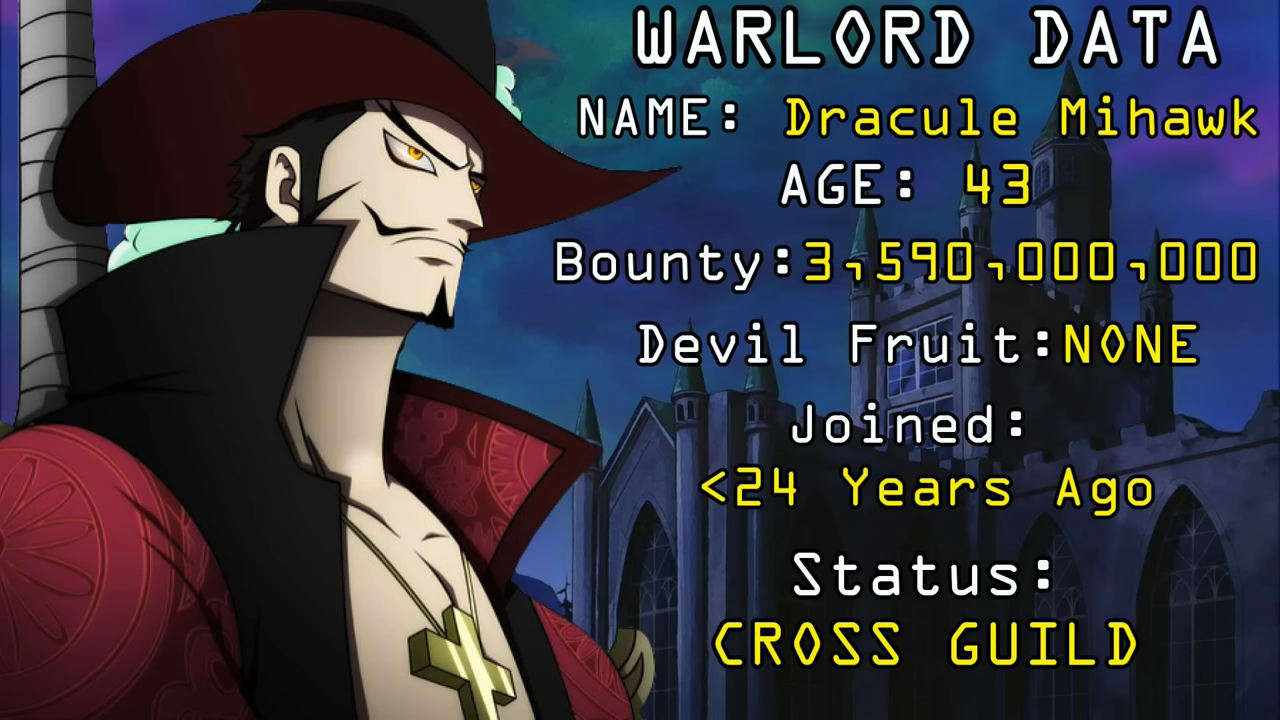 WARLORD DATA
NAME: Dracule Mihawk
AGE: 43
Bounty:3,590,000,000
Devil Fruit:NONE
Joined:
<24 Years Ago
Status:
CROSS GUILD